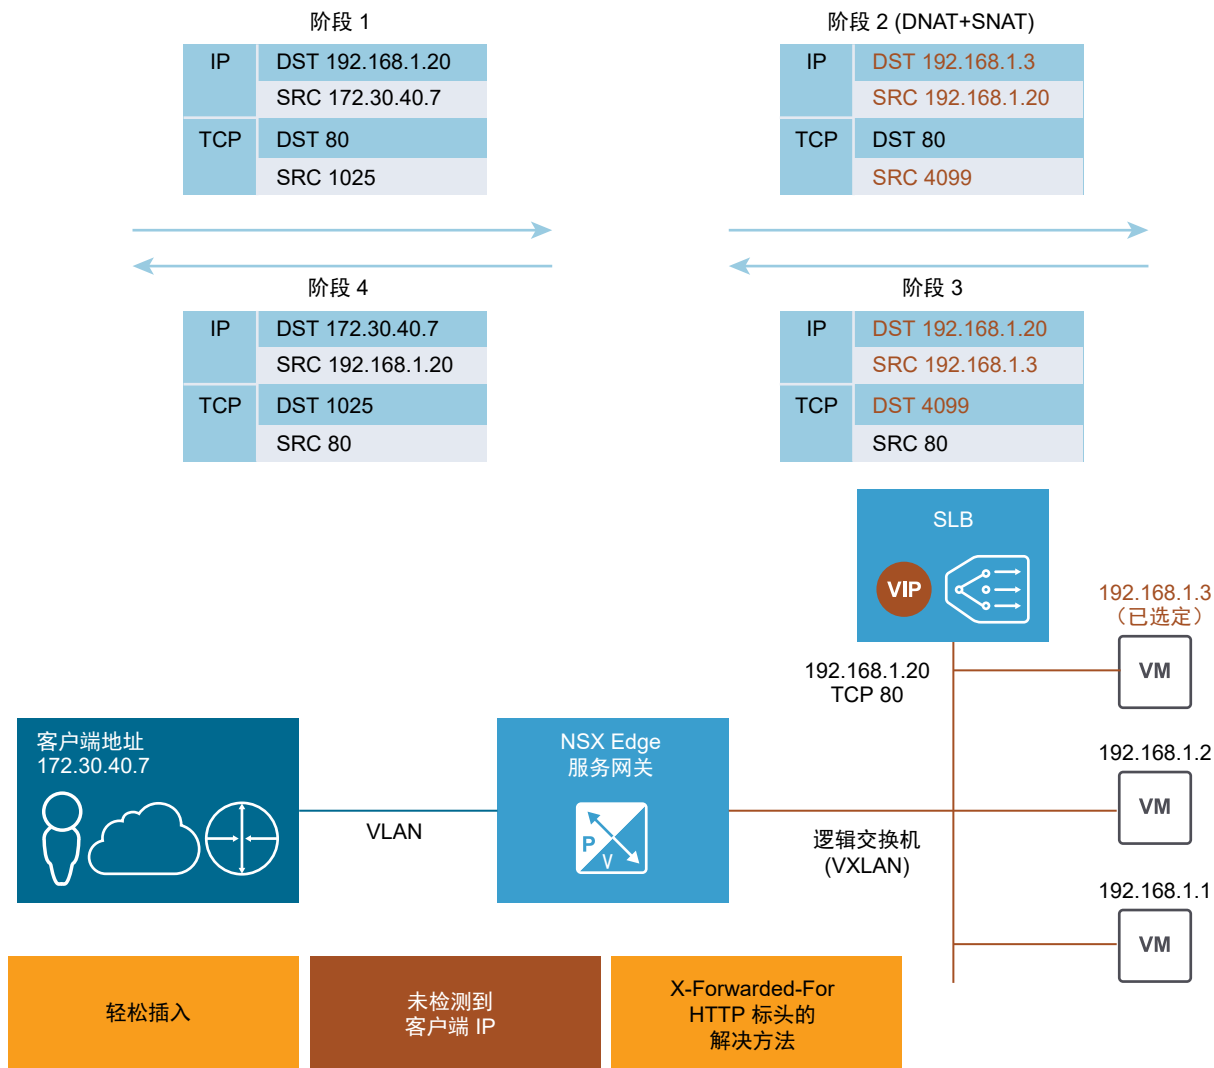 阶段 1
IP DST 192.168.1.20
SRC 172.30.40.7
TCP DST 80
SRC 1025
阶段 2 (DNAT+SNAT)
IP DST 192.168.1.3
SRC 192.168.1.20
TCP DST 80
SRC 4099
阶段 4
IP DST 172.30.40.7
SRC 192.168.1.20
TCP DST 1025
SRC 80
阶段 3
IP DST 192.168.1.20
SRC 192.168.1.3
TCP DST 4099
SRC 80
SLB
VIP
192.168.1.20
TCP 80
192.168.1.3
（已选定）
VM
客户端地址
172.30.40.7
VLAN
NSX Edge
服务网关
P
V
逻辑交换机
(VXLAN)
192.168.1.2
VM
192.168.1.1
VM
轻松插入
未检测到
客户端 IP
X-Forwarded-For
HTTP 标头的
解决方法